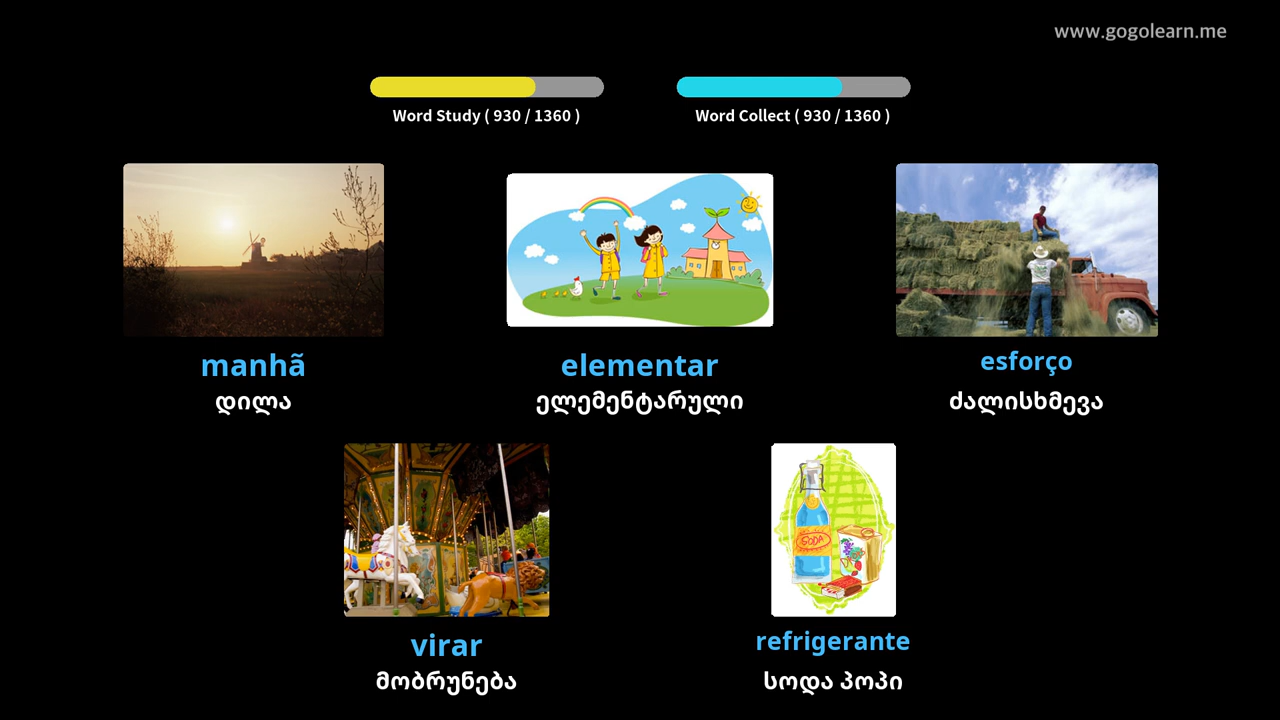 www.gogolearn.me
Word Study ( 930 / 1360 )
Word Collect ( 930 / 1360 )
manhã
დილა
elementar
ელემენტარული
esforço
ძალისხმევა
SODA
virar
მობრუნება
refrigerante
სოდა პოპი